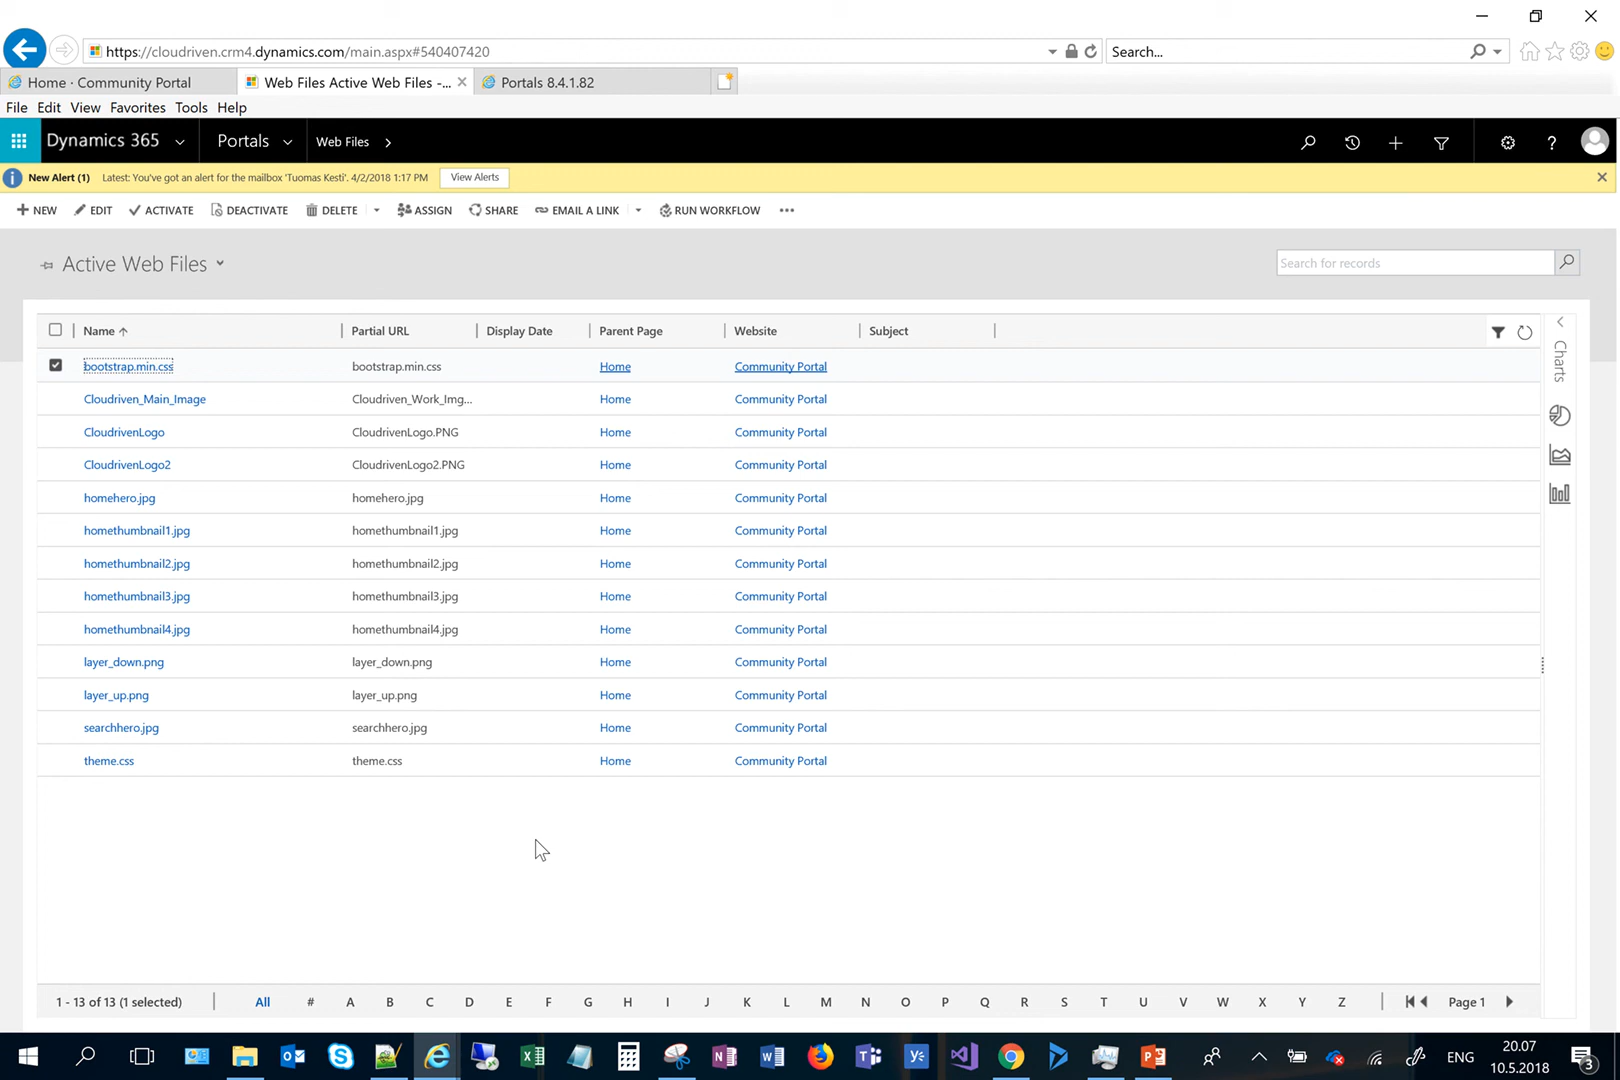 https://cloudriven.crm4.dynamics.com/main.aspx#540407420
Search...
Home · Community Portal
Web Files Active Web Files -...
Portals 8.4.1.82
File Edit View Favorites Tools Help
Dynamics 365 Portals Web Files
New Alert (1) Latest: You've got an alert for the mailbox 'Tuomas Kesti'. 4/2/2018 1:17 PM View Alerts
NEW EDIT ACTIVATE DEACTIVATE DELETE ASSIGN SHARE EMAIL A LINK RUN WORKFLOW
Active Web Files
Search for records
Name Partial URL Display Date Parent Page Website Subject
Charts
bootstrap.min.css bootstrap.min.css Home Community Portal
Cloudriven_Main_Image Cloudriven_Work_Img... Home Community Portal
CloudrivenLogo CloudrivenLogo.PNG Home Community Portal
CloudrivenLogo2 CloudrivenLogo2.PNG Home Community Portal
homehero.jpg homehero.jpg Home Community Portal
homethumbnail1.jpg homethumbnail1.jpg Home Community Portal
homethumbnail2.jpg homethumbnail2.jpg Home Community Portal
homethumbnail3.jpg homethumbnail3.jpg Home Community Portal
homethumbnail4.jpg homethumbnail4.jpg Home Community Portal
layer_down.png layer_down.png Home Community Portal
layer_up.png layer_up.png Home Community Portal
searchhero.jpg searchhero.jpg Home Community Portal
theme.css theme.css Home Community Portal
1 - 13 of 13 (1 selected) All # A B C D E F G H I J K L M N O P Q R S T U V W X Y Z Page 1
ENG
20.07
10.5.2018
3